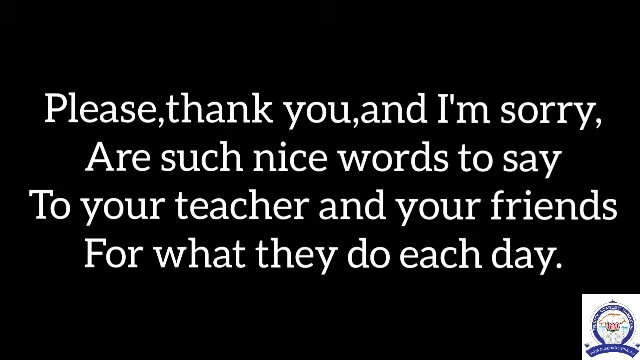 Please,thank you,and I'm sorry,
Are such nice words to say
To your teacher and your friends
For what they do each day.